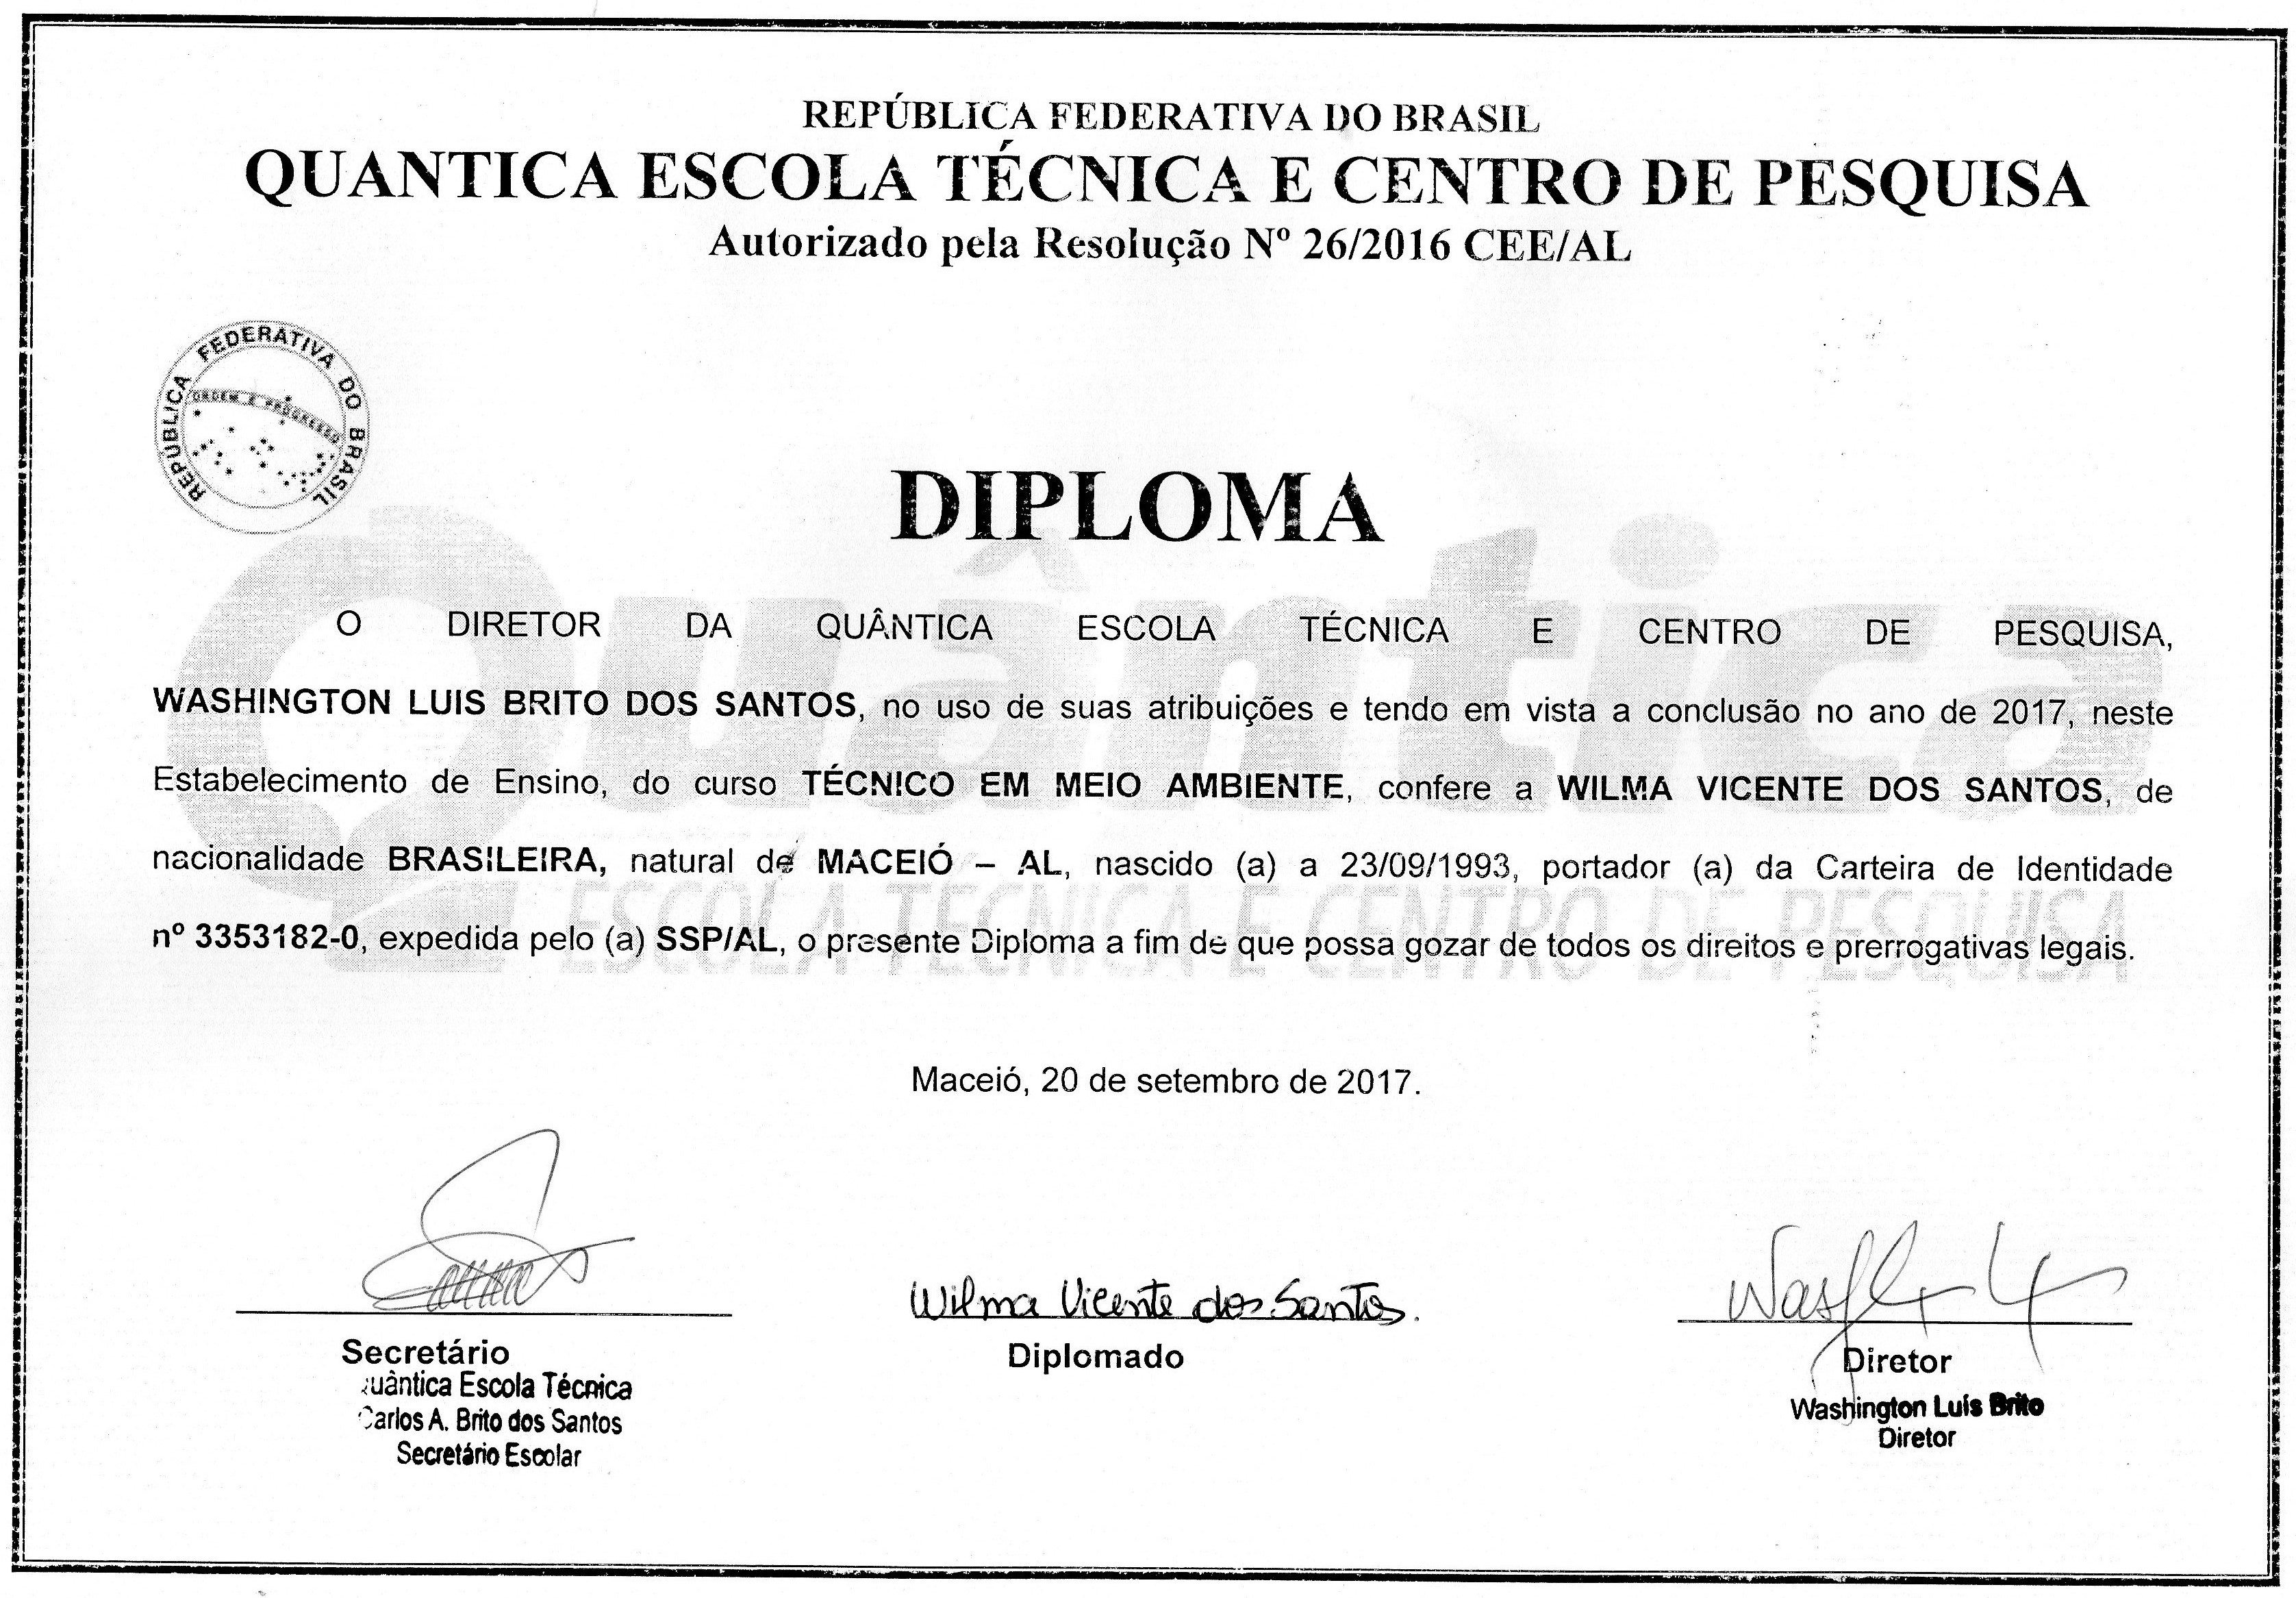 REPÚBLICA FEDERATIVA DO BRASIL
QUANTICA ESCOLA TÉCNICA E CENTRO DE PESQUISA
Autorizado pela Resolução Nº 26/2016 CEE/AL
REPÚBLICA FEDERATIVA DO BRASIL
ORDEM E PROGRESSO
DIPLOMA
Quântica
ESCOLA TÉCNICA E CENTRO DE PESQUISA
O DIRETOR DA QUÂNTICA ESCOLA TÉCNICA E CENTRO DE PESQUISA,
WASHINGTON LUIS BRITO DOS SANTOS, no uso de suas atribuições e tendo em vista a conclusão no ano de 2017, neste
Estabelecimento de Ensino, do curso TÉCNICO EM MEIO AMBIENTE, confere a WILMA VICENTE DOS SANTOS, de
nacionalidade BRASILEIRA, natural de MACEIÓ – AL, nascido (a) a 23/09/1993, portador (a) da Carteira de Identidade
nº 3353182-0, expedida pelo (a) SSP/AL, o presente Diploma a fim de que possa gozar de todos os direitos e prerrogativas legais.
Maceió, 20 de setembro de 2017.
Wilma Vicente dos Santos.
Secretário
Quântica Escola Técnica
Carlos A. Brito dos Santos
Secretário Escolar
Diplomado
Diretor
Washington Luís Brito
Diretor